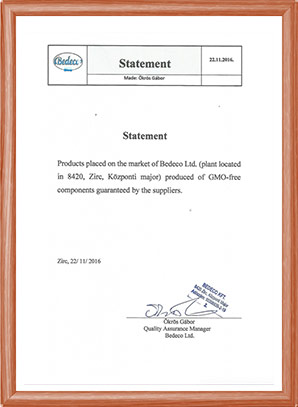 Bedeco
Statement
22.11.2016.
Made: Ökrös Gábor
Statement
Products placed on the market of Bedeco Ltd. (plant located
in 8420, Zirc, Központi major) produced of GMO-free
components guaranteed by the suppliers.
Zirc, 22/ 11/ 2016
BEDECO KFT.
Ökrös Gábor
Quality Assurance Manager
Bedeco Ltd.